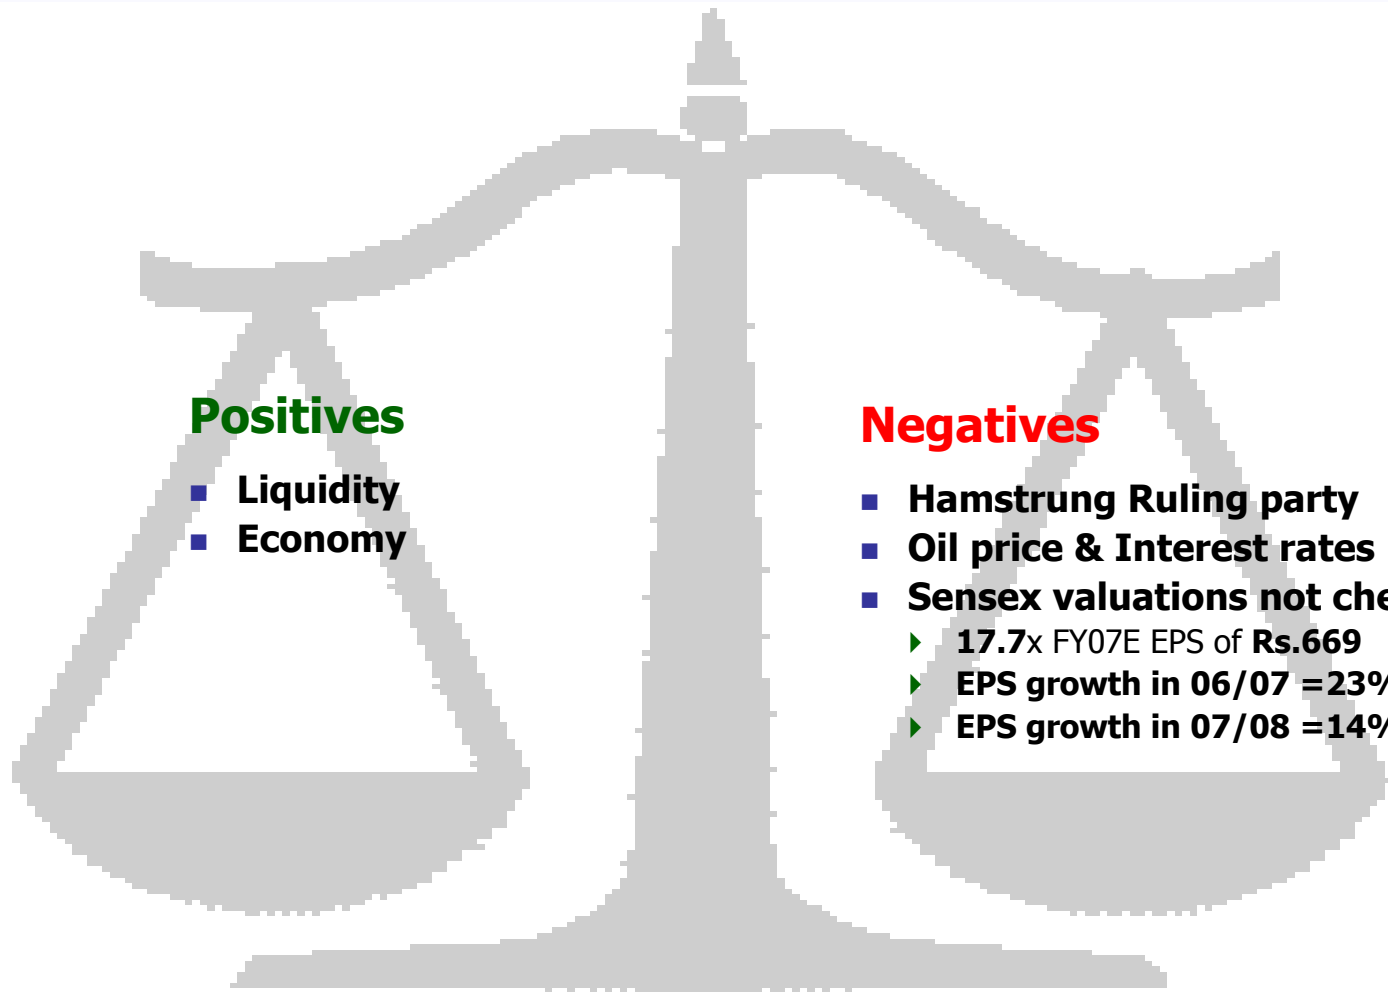 Positives
Liquidity
Economy
Negatives
Hamstrung Ruling party
Oil price & Interest rates
Sensex valuations not
17.7x FY07E EPS of Rs.669
EPS growth in 06/07 =23%
EPS growth in 07/08 =14%